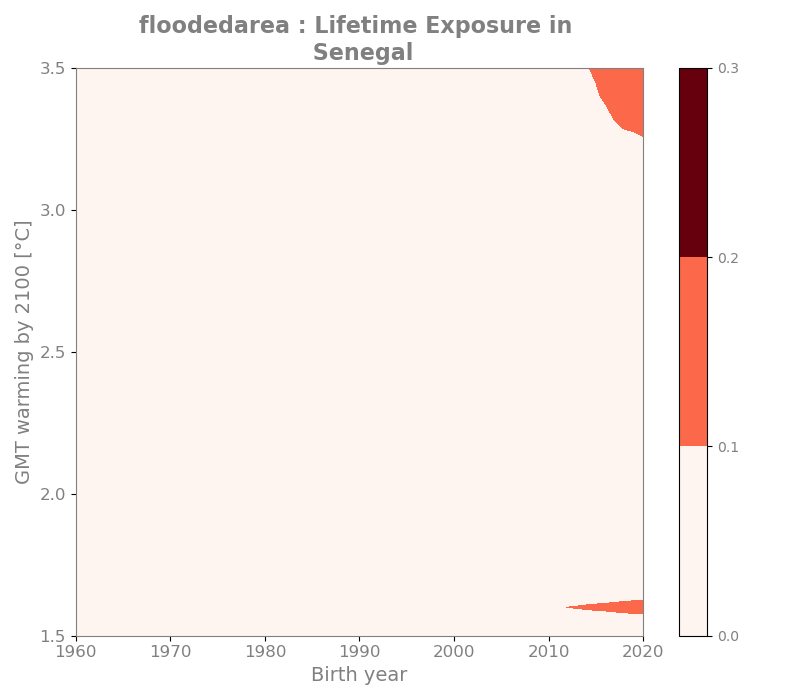 floodedarea : Lifetime Exposure in
Senegal
3.5
3.0
2.5
2.0
1.5
GMT warming by 2100 [°C]
1960 1970 1980 1990 2000 2010 2020
Birth year
0.3
0.2
0.1
0.0